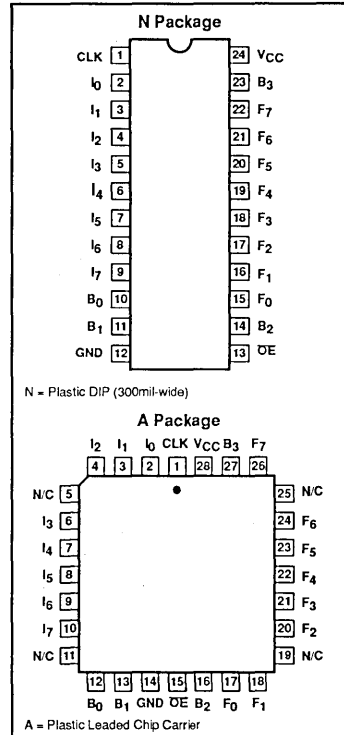 N Package
CLK 1 24 VCC
I0 2 23 B3
I1 3 22 F7
I2 4 21 F6
I3 5 20 F5
I4 6 19 F4
I5 7 18 F3
I6 8 17 F2
I7 9 16 F1
B0 10 15 F0
B1 11 14 B2
GND 12 13 OE
N = Plastic DIP (300mil-wide)
A Package
I2 I1 I0 CLK VCC B3 F7
4 3 2 1 28 27 26
N/C 5 25 N/C
I3 6 24 F6
I4 7 23 F5
I5 8 22 F4
I6 9 21 F3
I7 10 20 F2
N/C 11 19 N/C
12 13 14 15 16 17 18
B0 B1 GND OE B2 F0 F1
A = Plastic Leaded Chip Carrier